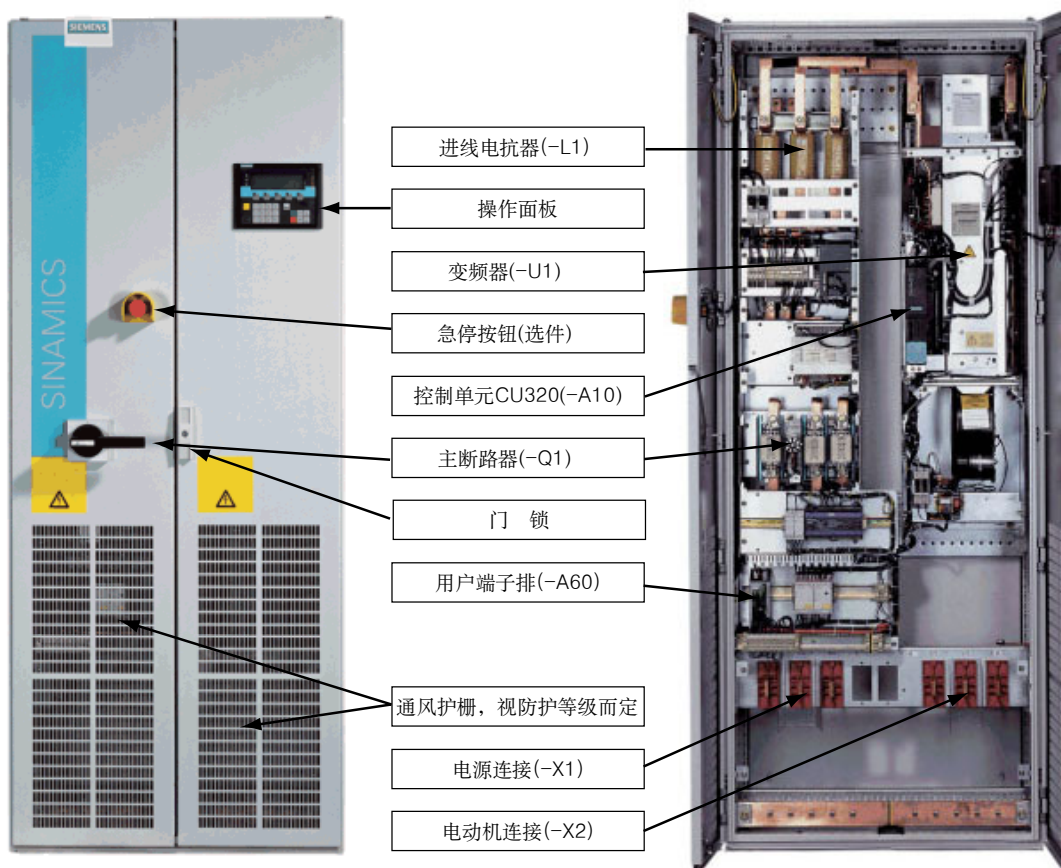 SIEMENS
SINAMICS
进线电抗器(-L1)
操作面板
变频器(-U1)
急停按钮(选件)
控制单元CU320(-A10)
主断路器(-Q1)
门 锁
用户端子排(-A60)
通风护栅，视防护等级而定
电源连接(-X1)
电动机连接(-X2)